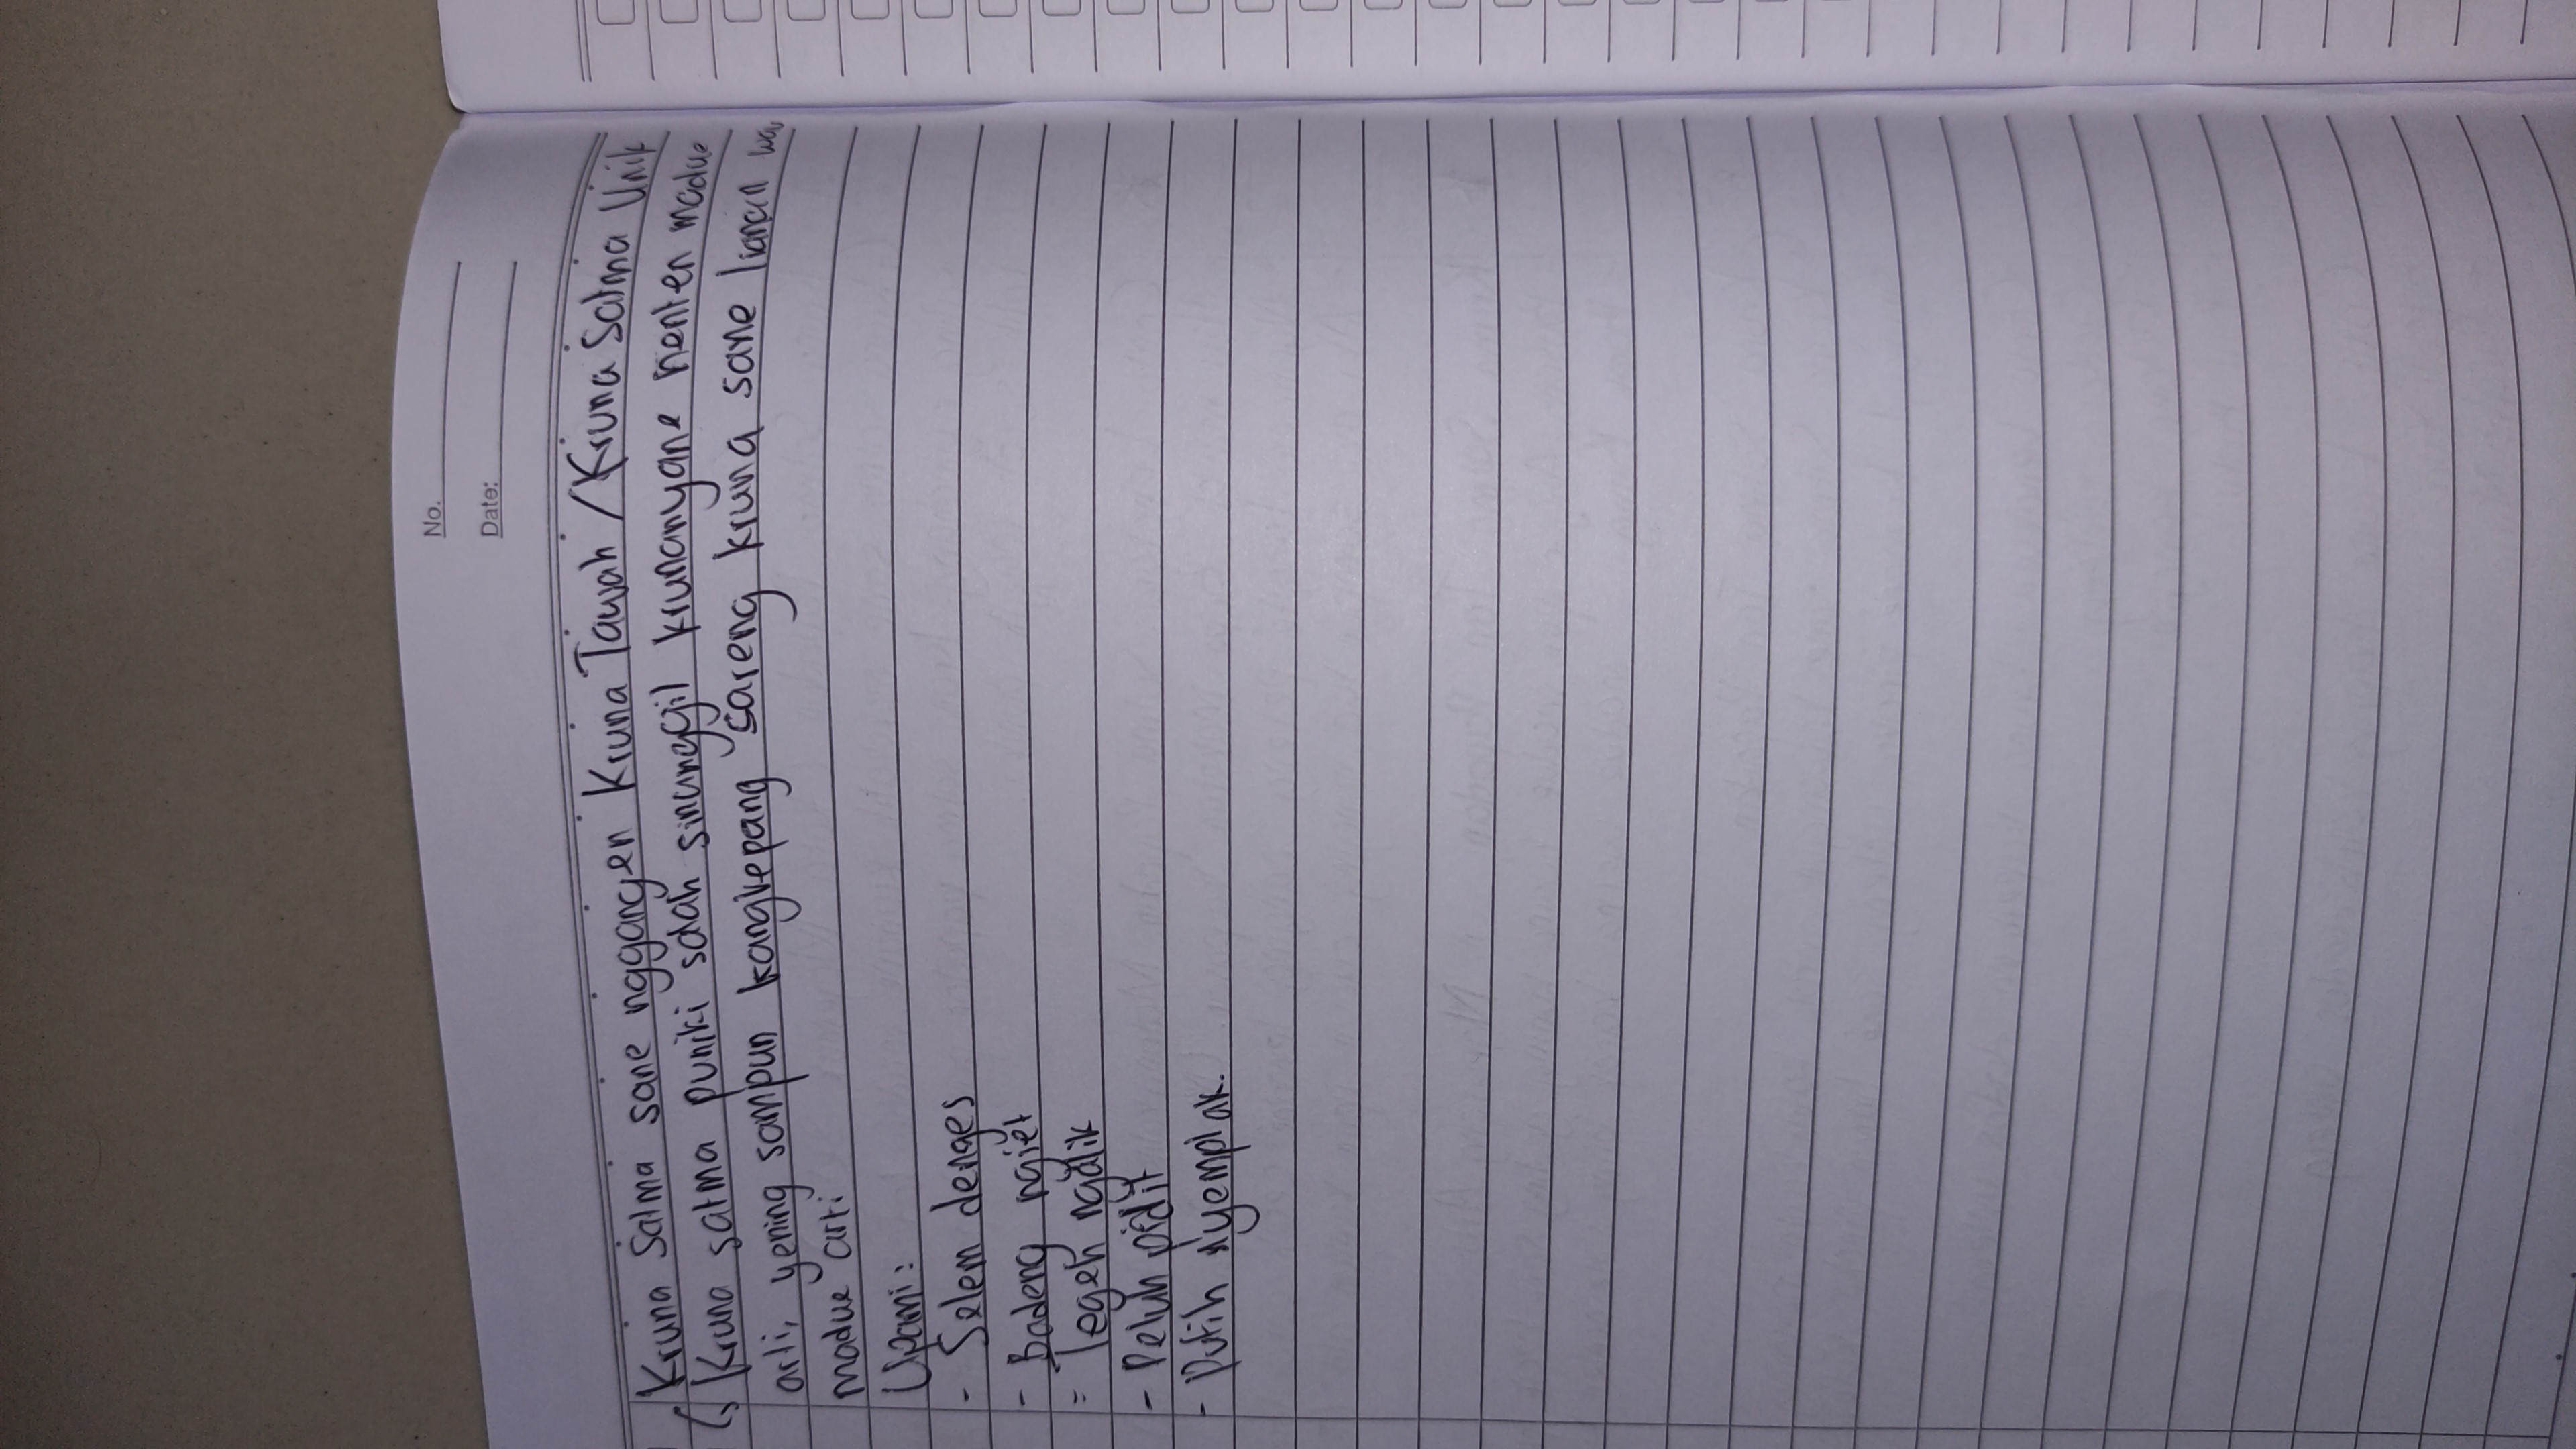 No.
Date:
Kruna Satma sane nggangen Kruna Tawah / Kruna Satma Unik
Kruna satma puniki salah sinunggil krunanyane nenten madue
arti, yening sampun kangkepang sareng kruna sane lianan wau
madue arti
Upami:
- Selem denges
- Badeng ngiet
- Tegeh ngalik
- Peluh pidit
- Putih nyemplak.